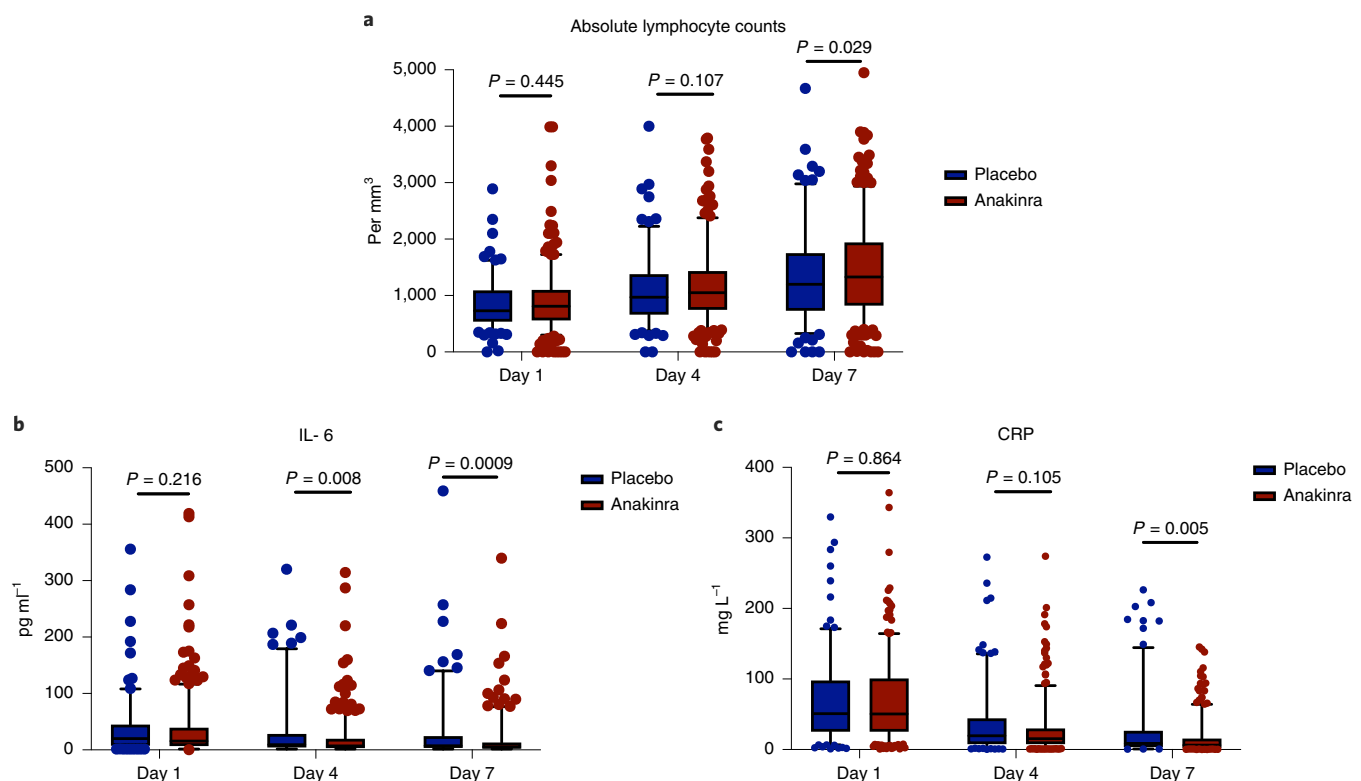 a
Absolute lymphocyte counts
P = 0.445
P = 0.107
P = 0.029
5,000
4,000
3,000
2,000
1,000
0
Per mm³
Day 1
Day 4
Day 7
Placebo
Anakinra
b
IL- 6
P = 0.216
P = 0.008
P = 0.0009
500
400
300
200
100
0
pg ml⁻¹
Day 1
Day 4
Day 7
Placebo
Anakinra
c
CRP
P = 0.864
P = 0.105
P = 0.005
400
300
200
100
0
mg L⁻¹
Day 1
Day 4
Day 7
Placebo
Anakinra